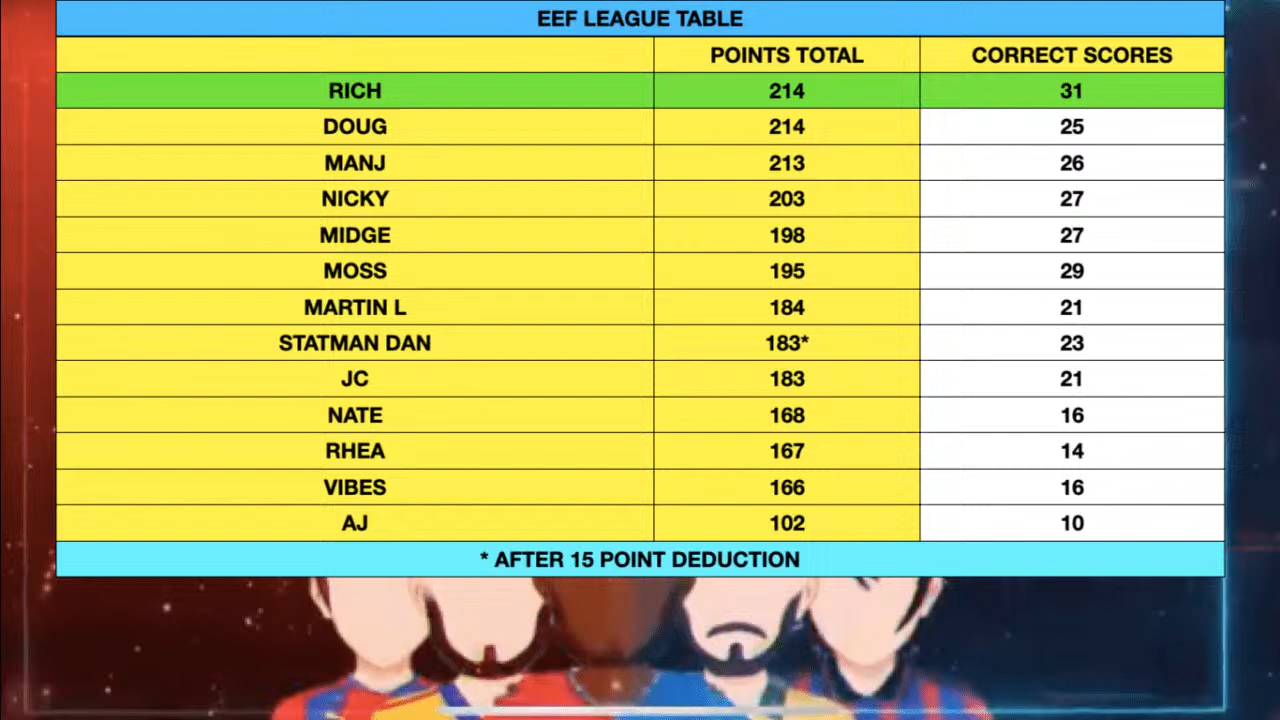 EEF LEAGUE TABLE
POINTS TOTAL CORRECT SCORES
RICH 214 31
DOUG 214 25
MANJ 213 26
NICKY 203 27
MIDGE 198 27
MOSS 195 29
MARTIN L 184 21
STATMAN DAN 183* 23
JC 183 21
NATE 168 16
RHEA 167 14
VIBES 166 16
AJ 102 10
* AFTER 15 POINT DEDUCTION